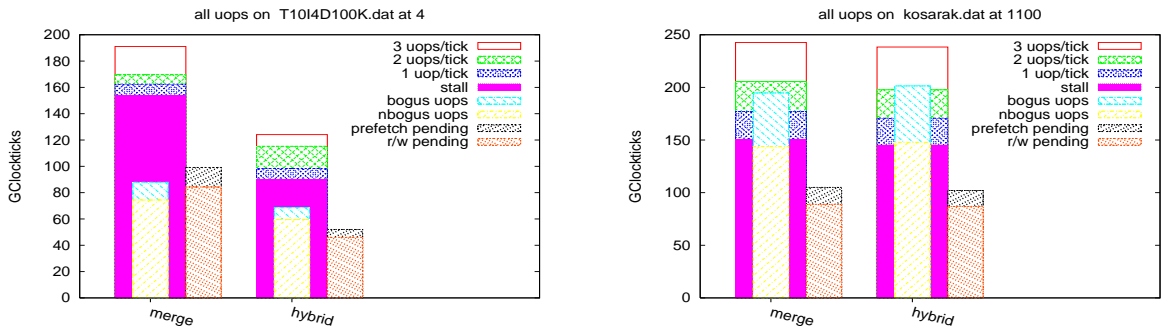 all uops on T10I4D100K.dat at 4
200
180
160
140
120
100
80
60
40
20
0
GClockticks
3 uops/tick
2 uops/tick
1 uop/tick
stall
bogus uops
nbogus uops
prefetch pending
r/w pending
merge
hybrid
all uops on kosarak.dat at 1100
250
200
150
100
50
0
GClockticks
3 uops/tick
2 uops/tick
1 uop/tick
stall
bogus uops
nbogus uops
prefetch pending
r/w pending
merge
hybrid